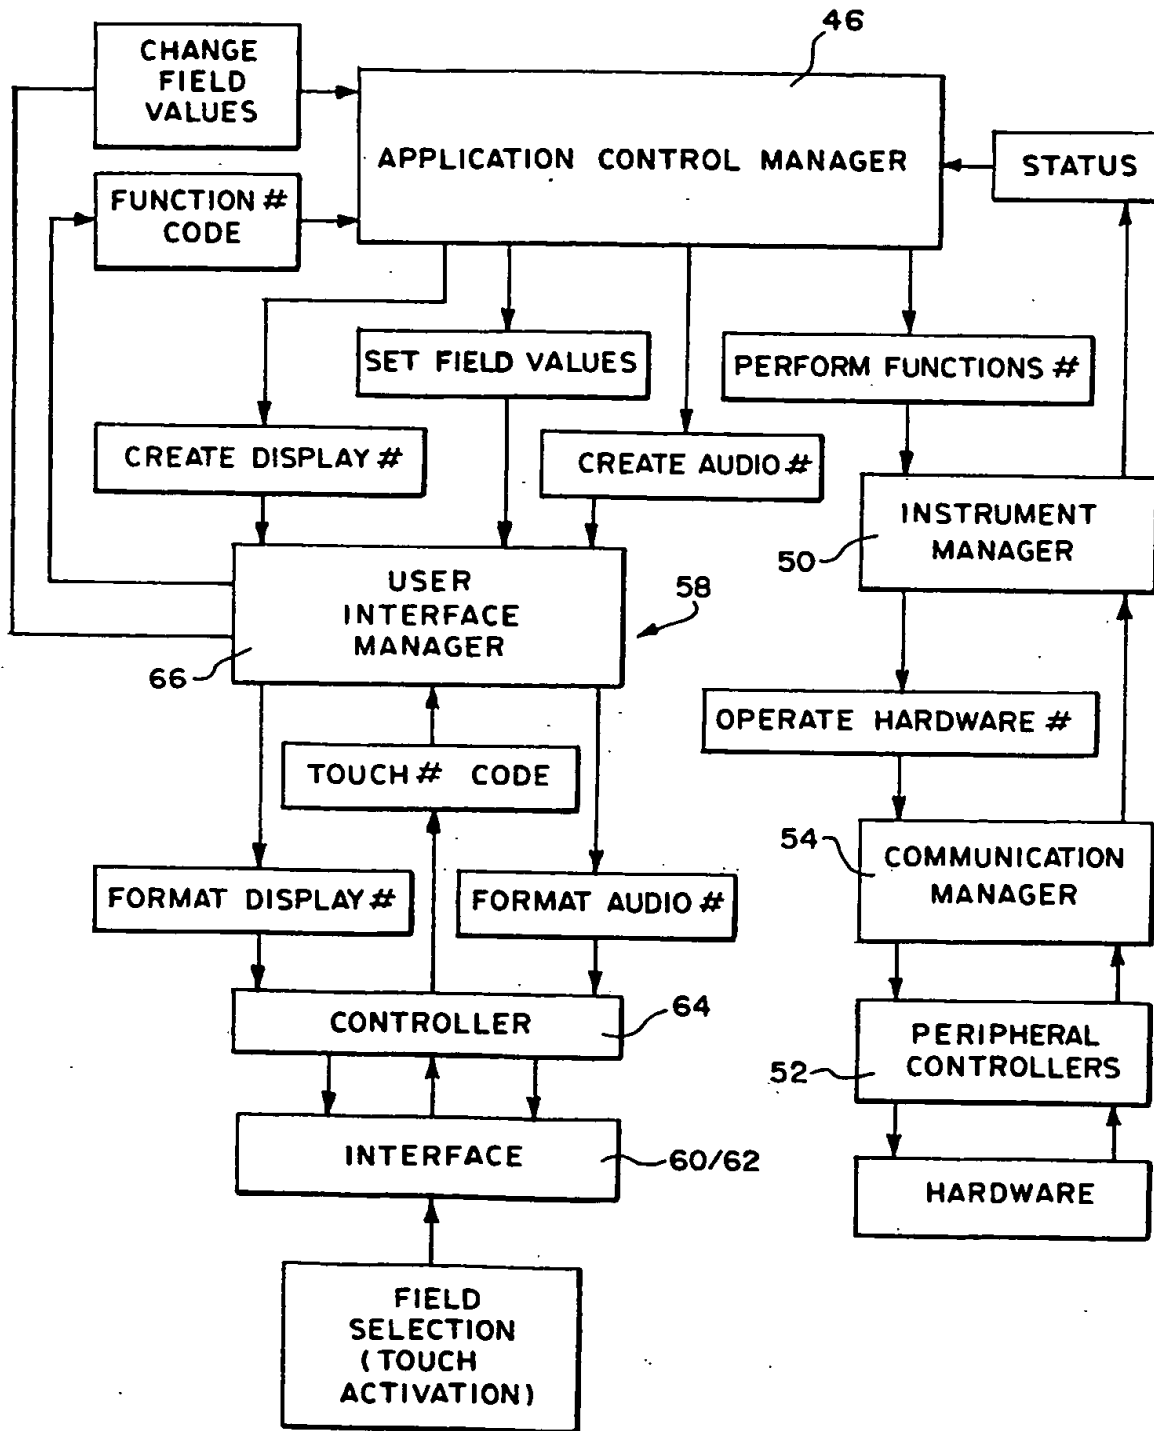 46
CHANGE
FIELD
VALUES
APPLICATION CONTROL MANAGER
STATUS
FUNCTION #
CODE
SET FIELD VALUES
PERFORM FUNCTIONS #
CREATE DISPLAY #
CREATE AUDIO #
INSTRUMENT
MANAGER
50
USER
INTERFACE
MANAGER
58
66
OPERATE HARDWARE #
TOUCH # CODE
54
COMMUNICATION
MANAGER
FORMAT DISPLAY #
FORMAT AUDIO #
CONTROLLER
64
PERIPHERAL
CONTROLLERS
52
INTERFACE
60/62
HARDWARE
FIELD
SELECTION
(TOUCH
ACTIVATION)